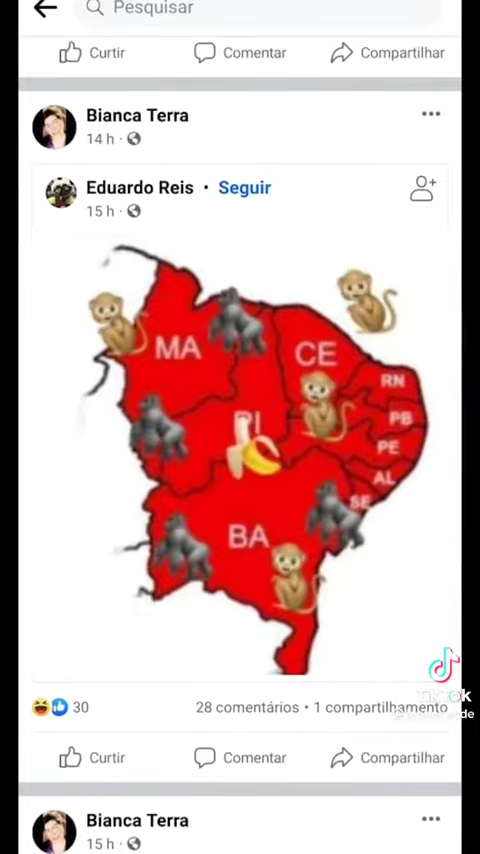 Pesquisar
Curtir Comentar Compartilhar
Bianca Terra
14 h ·
Eduardo Reis • Seguir
15 h ·
MA
CE
RN
PI
PB
PE
AL
SE
BA
TikTok
30 28 comentários • 1 compartilhamento
Curtir Comentar Compartilhar
Bianca Terra
15 h ·